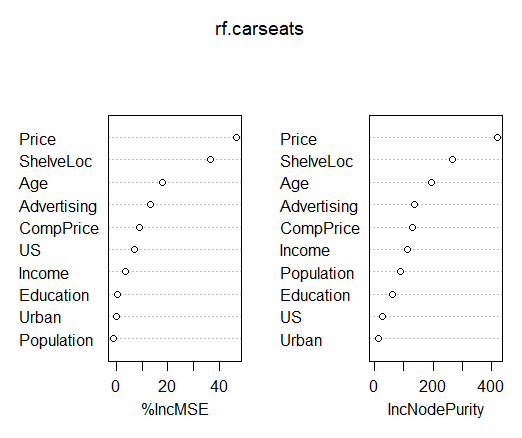 rf.carseats
Price
ShelveLoc
Age
Advertising
CompPrice
US
Income
Education
Urban
Population
0 20 40
%IncMSE
Price
ShelveLoc
Age
Advertising
CompPrice
Income
Population
Education
US
Urban
0 200 400
IncNodePurity